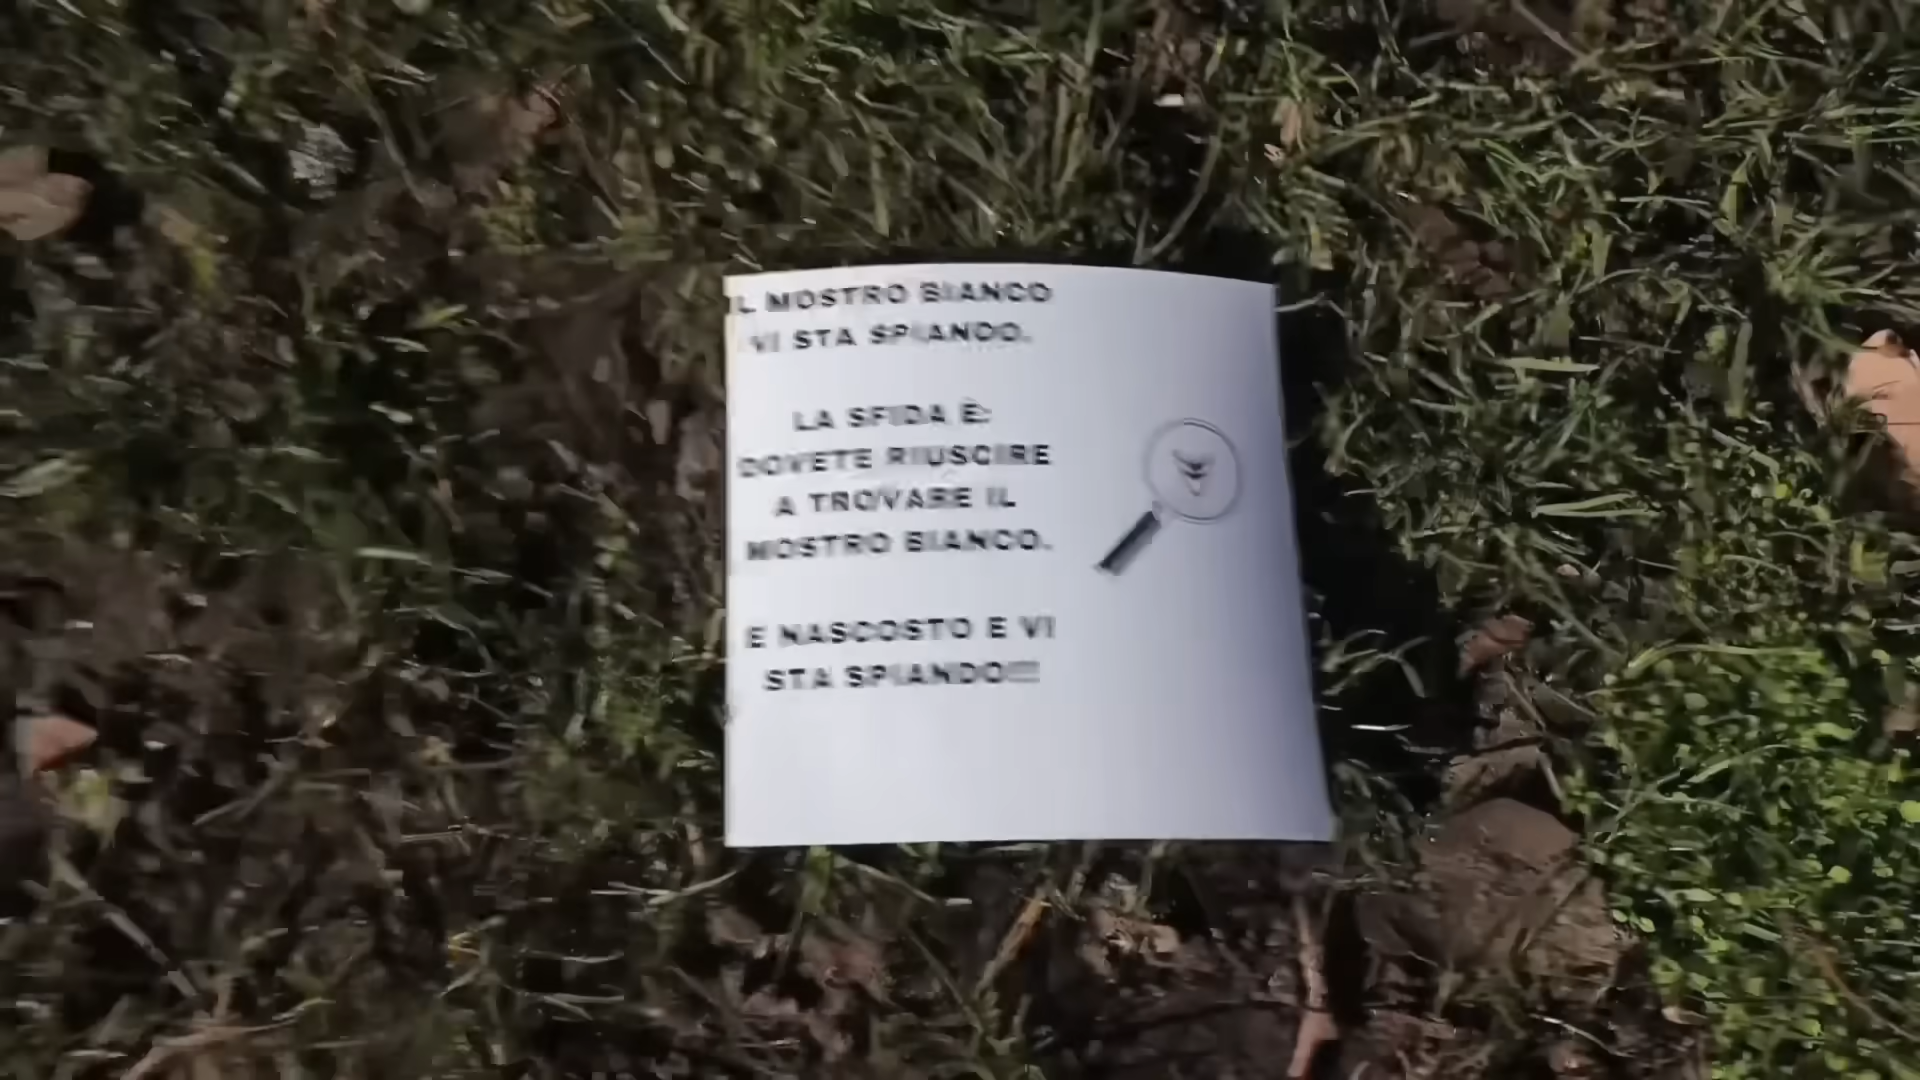 IL MOSTRO BIANCO
VI STA SPIANDO.
LA SFIDA È:
DOVETE RIUSCIRE
A TROVARE IL
MOSTRO BIANCO.
E NASCOSTO E VI
STA SPIANDO!!!